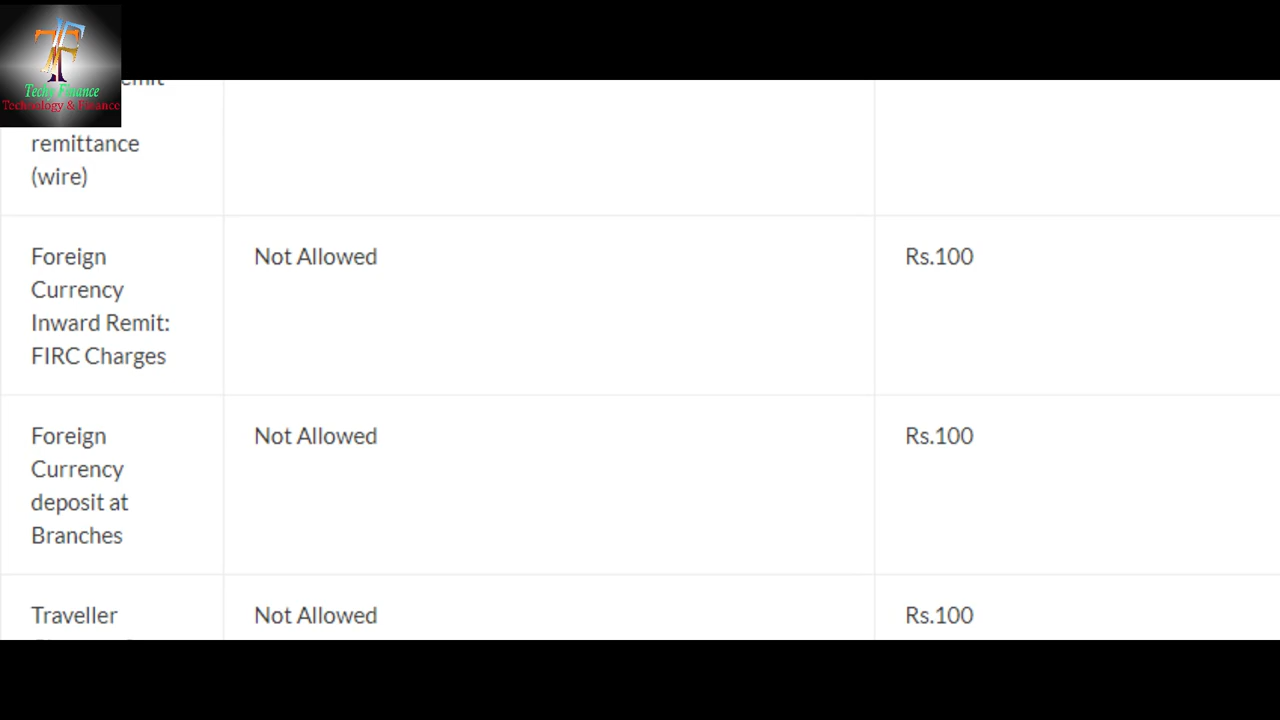 Techy Finance
Technology & Finance
remittance
(wire)
Foreign
Currency
Inward Remit:
FIRC Charges
Not Allowed
Rs.100
Foreign
Currency
deposit at
Branches
Not Allowed
Rs.100
Traveller
Not Allowed
Rs.100